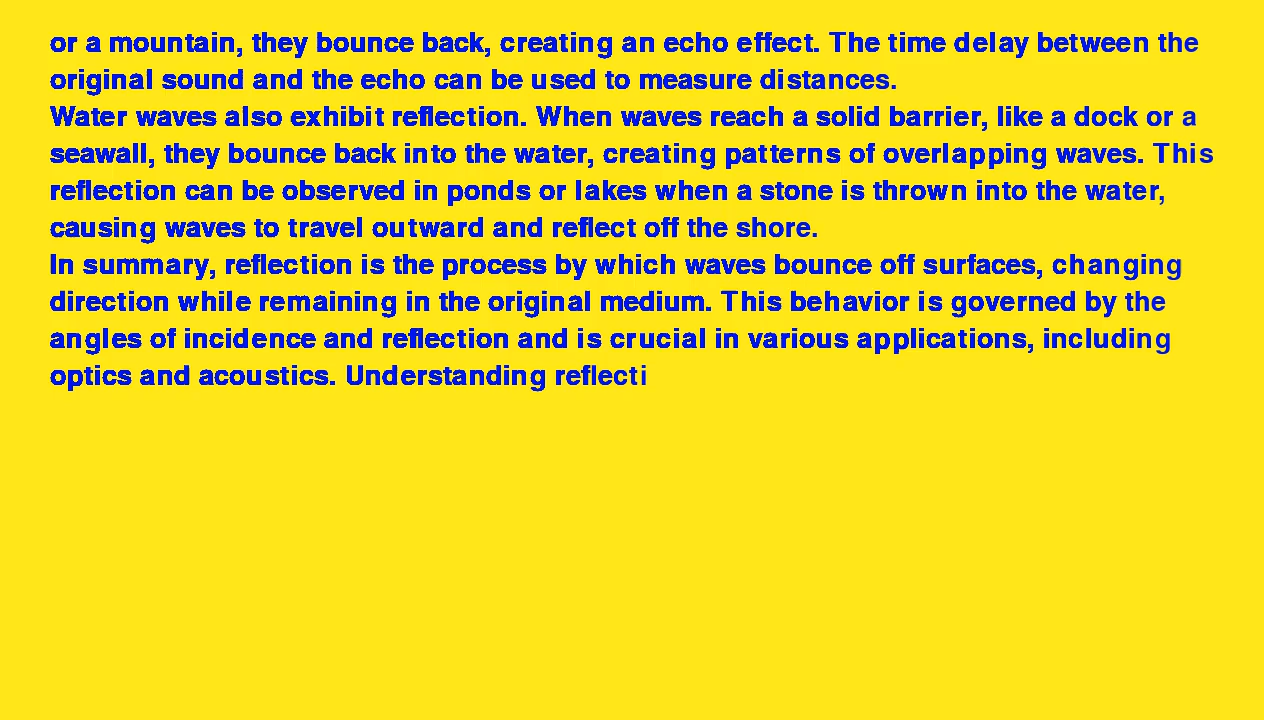 or a mountain, they bounce back, creating an echo effect. The time delay between the
original sound and the echo can be used to measure distances.
Water waves also exhibit reflection. When waves reach a solid barrier, like a dock or a
seawall, they bounce back into the water, creating patterns of overlapping waves. This
reflection can be observed in ponds or lakes when a stone is thrown into the water,
causing waves to travel outward and reflect off the shore.
In summary, reflection is the process by which waves bounce off surfaces, changing
direction while remaining in the original medium. This behavior is governed by the
angles of incidence and reflection and is crucial in various applications, including
optics and acoustics. Understanding reflecti